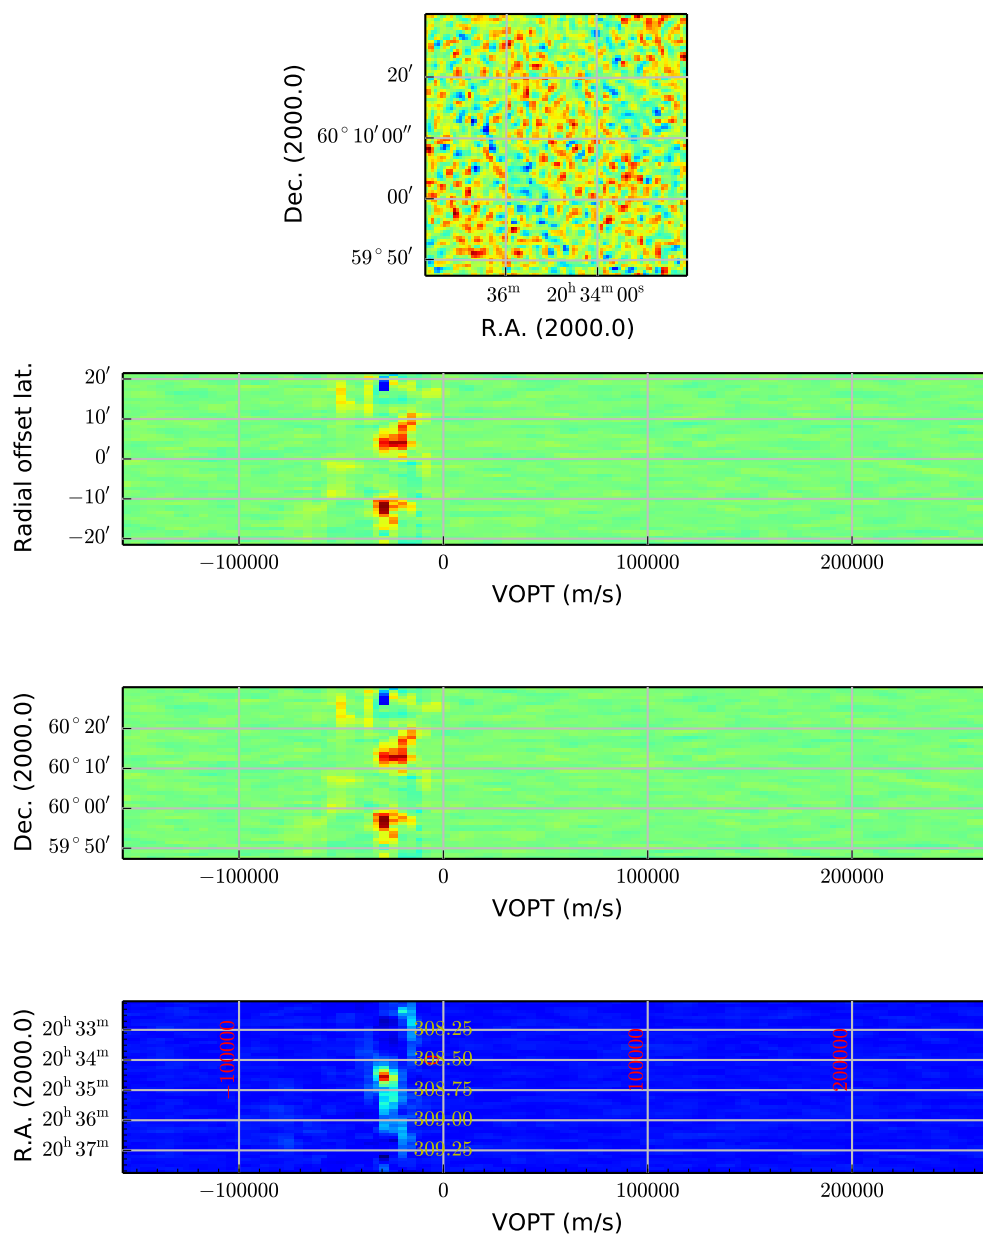 Dec. (2000.0)
20′
60° 10′ 00″
00′
59° 50′
36ᵐ 20ʰ 34ᵐ 00ˢ
R.A. (2000.0)
Radial offset lat.
20′
10′
0′
−10′
−20′
−100000 0 100000 200000
VOPT (m/s)
Dec. (2000.0)
60° 20′
60° 10′
60° 00′
59° 50′
−100000 0 100000 200000
VOPT (m/s)
R.A. (2000.0)
20ʰ 33ᵐ
20ʰ 34ᵐ
20ʰ 35ᵐ
20ʰ 36ᵐ
20ʰ 37ᵐ
308.25
308.50
308.75
309.00
309.25
−100000 0 100000 200000
−100000 0 100000 200000
VOPT (m/s)